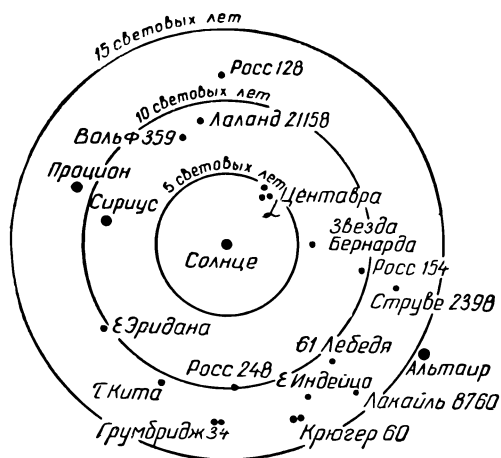 15 световых лет
Росс 128
10 световых лет
Лаланд 21158
Вольф 359
Процион
5 световых лет
Сириус
α Центавра
Звезда
Бернарда
Солнце
Росс 154
Струве 2398
ε Эридана
61 Лебедя
Альтаир
Росс 248
ε Индейца
τ Кита
Лакайль 8760
Грумбридж 34
Крюгер 60